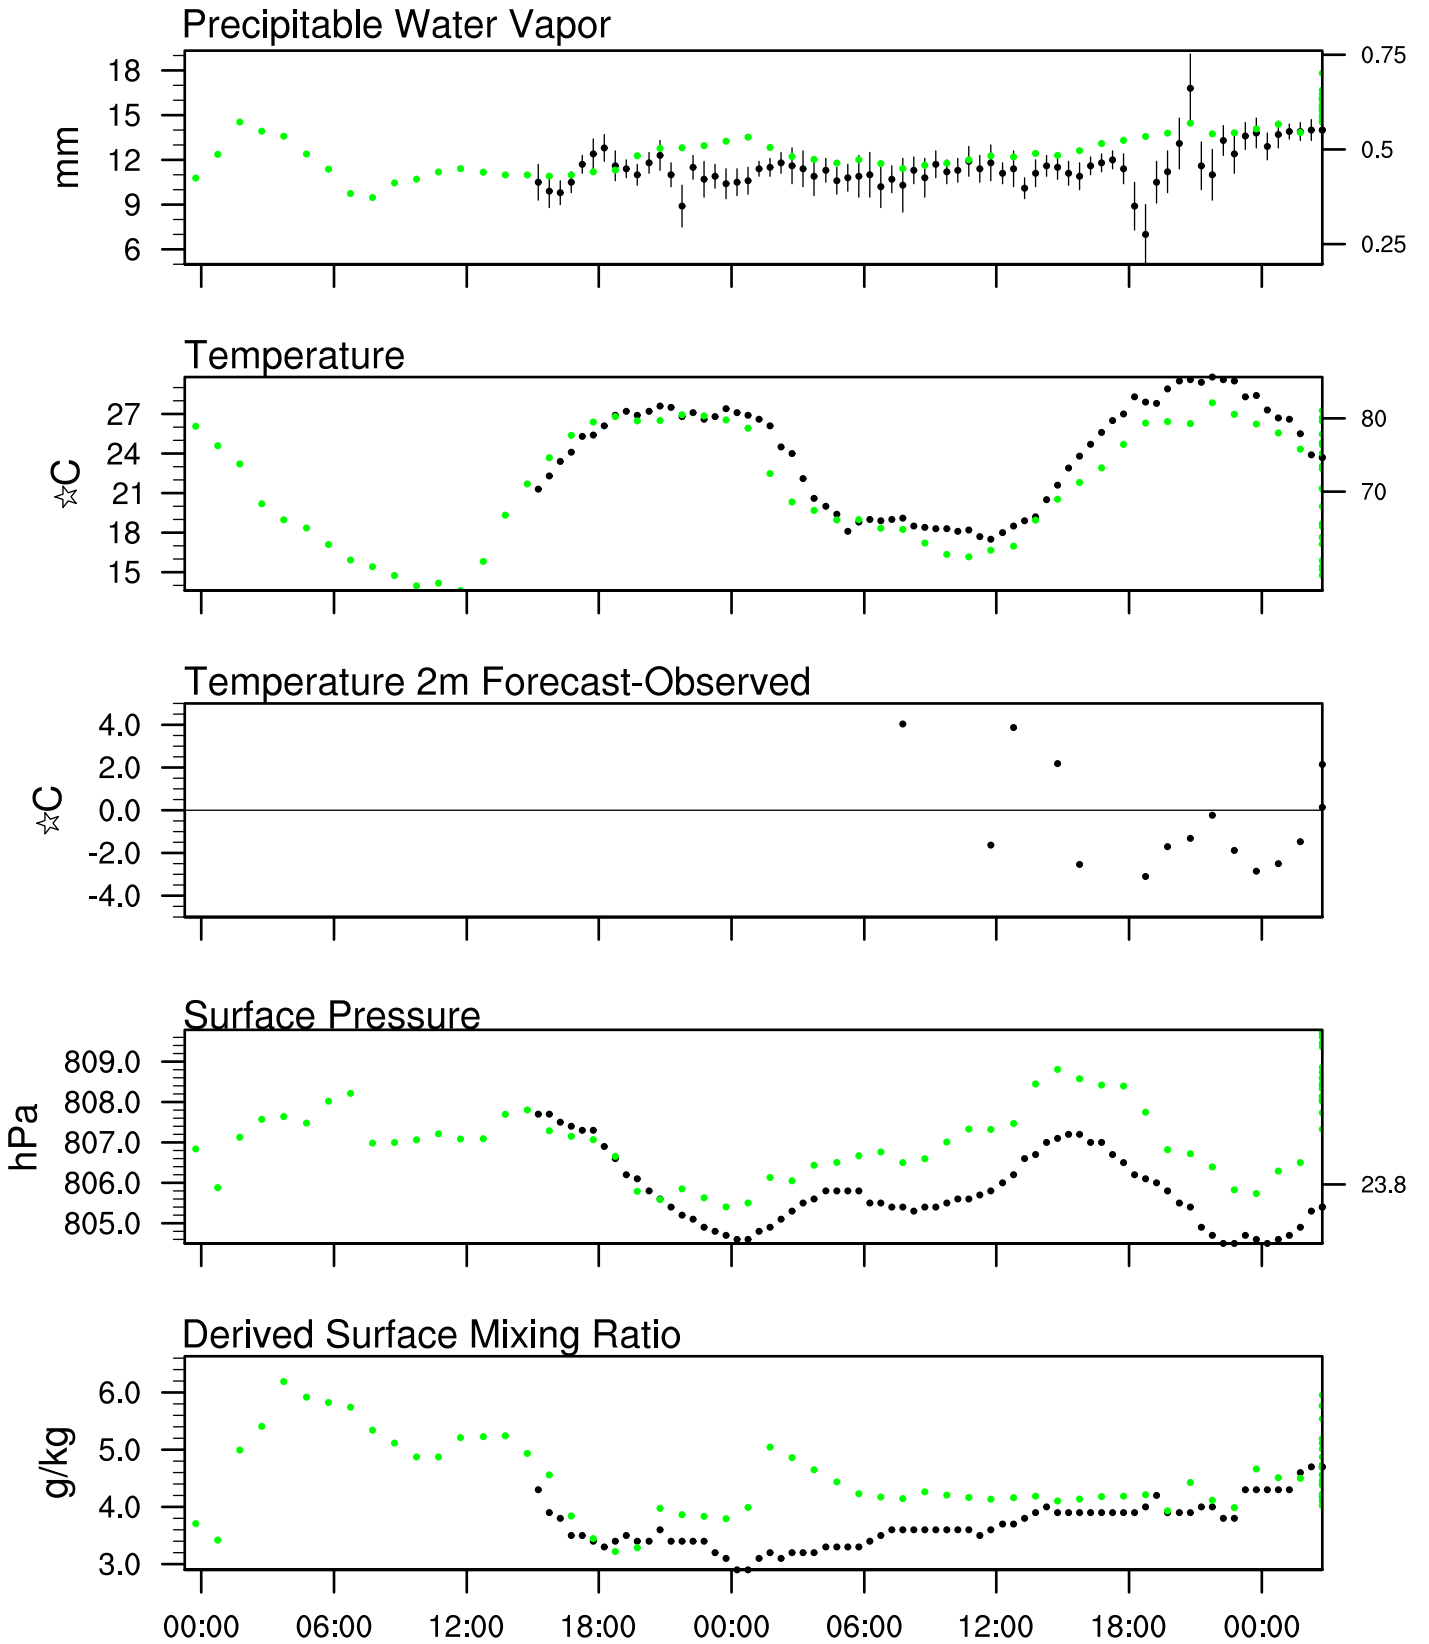 Precipitable Water Vapor
18
15
12
9
6
mm
0.75
0.5
0.25
Temperature
27
24
21
18
15
☆C
80
70
Temperature 2m Forecast-Observed
4.0
2.0
0.0
-2.0
-4.0
☆C
Surface Pressure
809.0
808.0
807.0
806.0
805.0
hPa
23.8
Derived Surface Mixing Ratio
6.0
5.0
4.0
3.0
g/kg
00:00 06:00 12:00 18:00 00:00 06:00 12:00 18:00 00:00